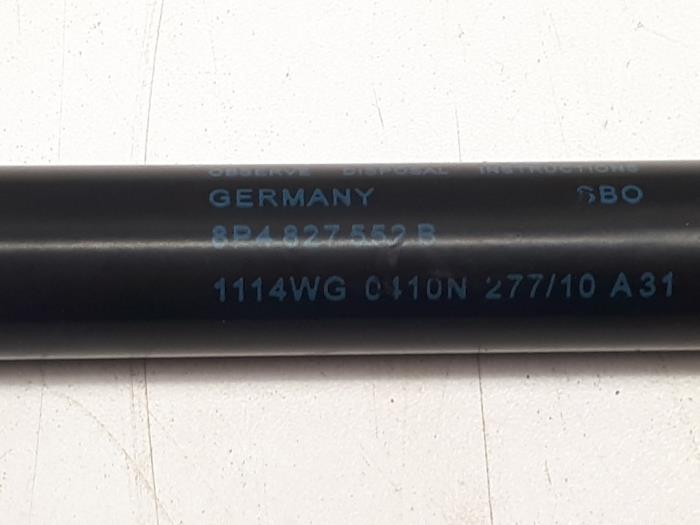 OBSERVE DISPOSAL INSTRUCTIONS
GERMANY SBO
8P4 827 552 B
1114WG 0410N 277/10 A31